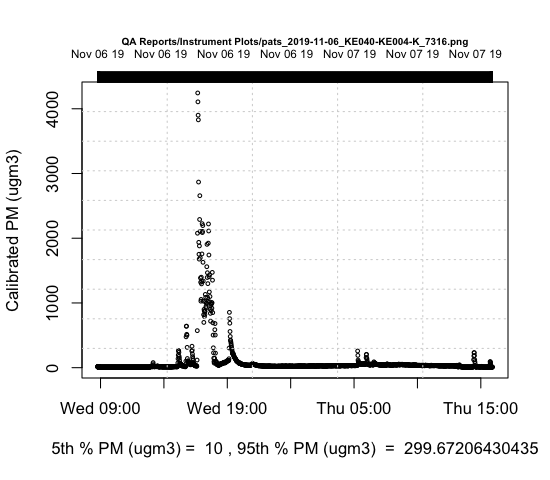 QA Reports/Instrument Plots/pats_2019-11-06_KE040-KE004-K_7316.png
Nov 06 19 Nov 06 19 Nov 06 19 Nov 06 19 Nov 07 19 Nov 07 19 Nov 07 19
Calibrated PM (ugm3)
4000
3000
2000
1000
0
Wed 09:00 Wed 19:00 Thu 05:00 Thu 15:00
5th % PM (ugm3) = 10 , 95th % PM (ugm3) = 299.67206430435